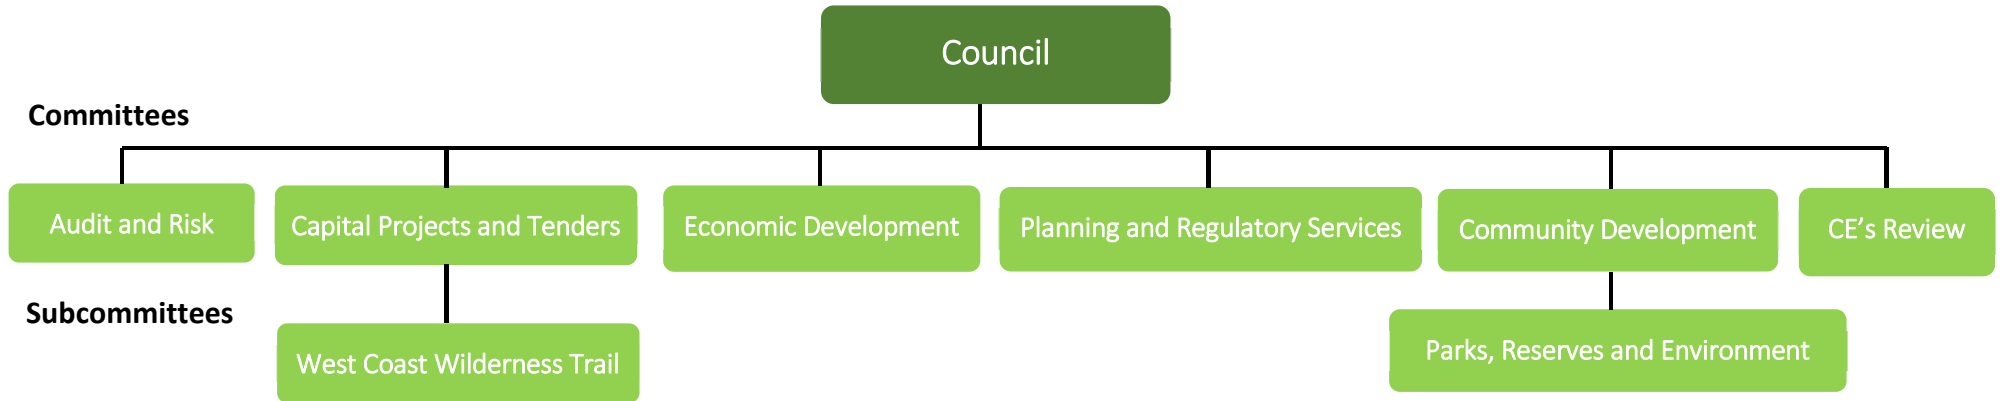 Council
Committees
Audit and Risk
Capital Projects and Tenders
Economic Development
Planning and Regulatory Services
Community Development
CE’s Review
Subcommittees
West Coast Wilderness Trail
Parks, Reserves and Environment